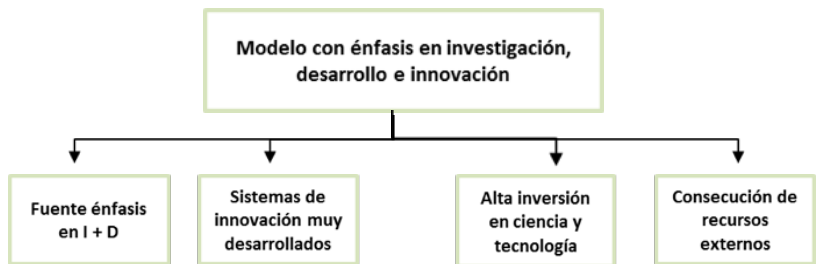 Modelo con énfasis en investigación,
desarrollo e innovación
Fuente énfasis
en I + D
Sistemas de
innovación muy
desarrollados
Alta inversión
en ciencia y
tecnología
Consecución de
recursos
externos